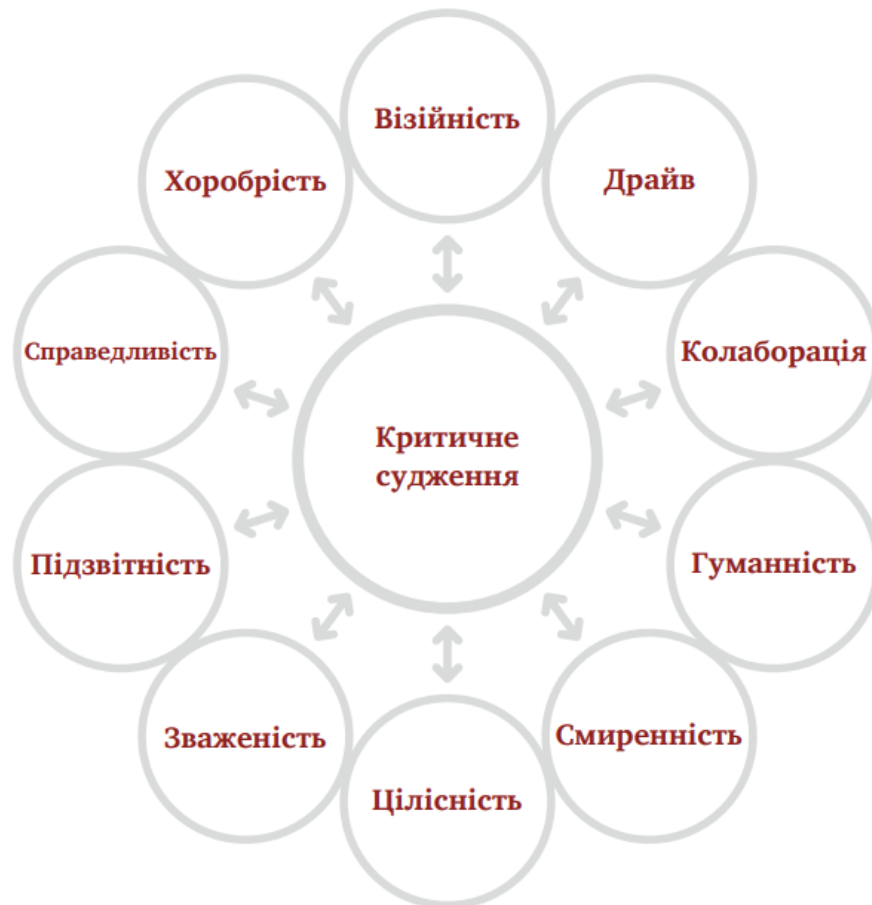 Візійність
Хоробрість
Драйв
Справедливість
Колаборація
Критичне
судження
Підзвітність
Гуманність
Зваженість
Смиренність
Цілісність